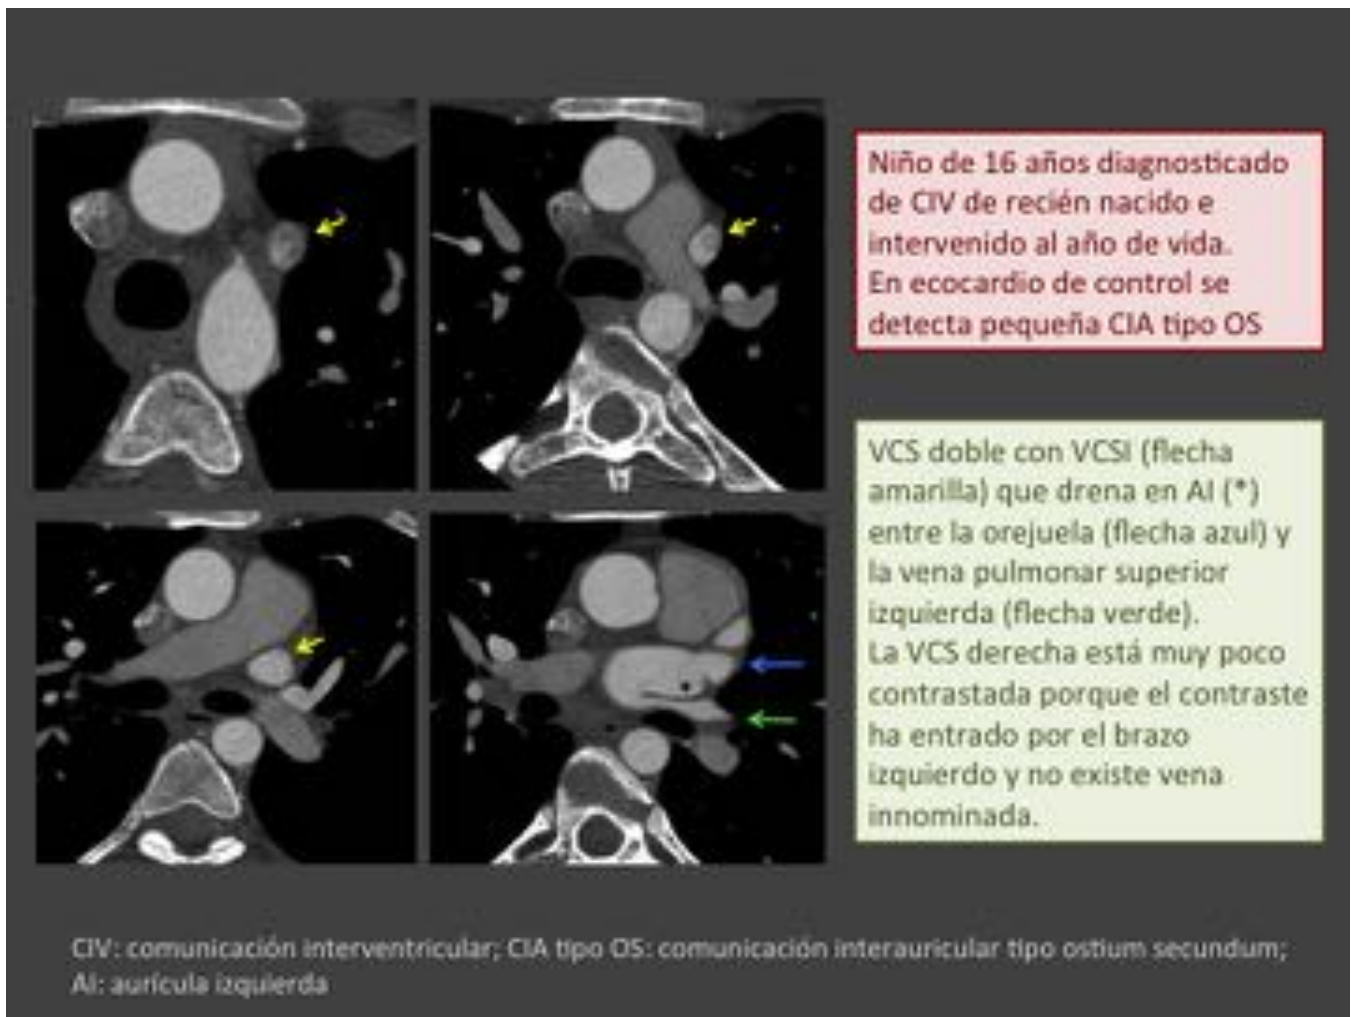 Niño de 16 años diagnosticado
de CIV de recién nacido e
intervenido al año de vida.
En ecocardio de control se
detecta pequeña CIA tipo OS
VCS doble con VCSI (flecha
amarilla) que drena en AI (*)
entre la orejuela (flecha azul) y
la vena pulmonar superior
izquierda (flecha verde).
La VCS derecha está muy poco
contrastada porque el contraste
ha entrado por el brazo
izquierdo y no existe vena
innominada.
CIV: comunicación interventricular; CIA tipo OS: comunicación interauricular tipo ostium secundum;
AI: aurícula izquierda